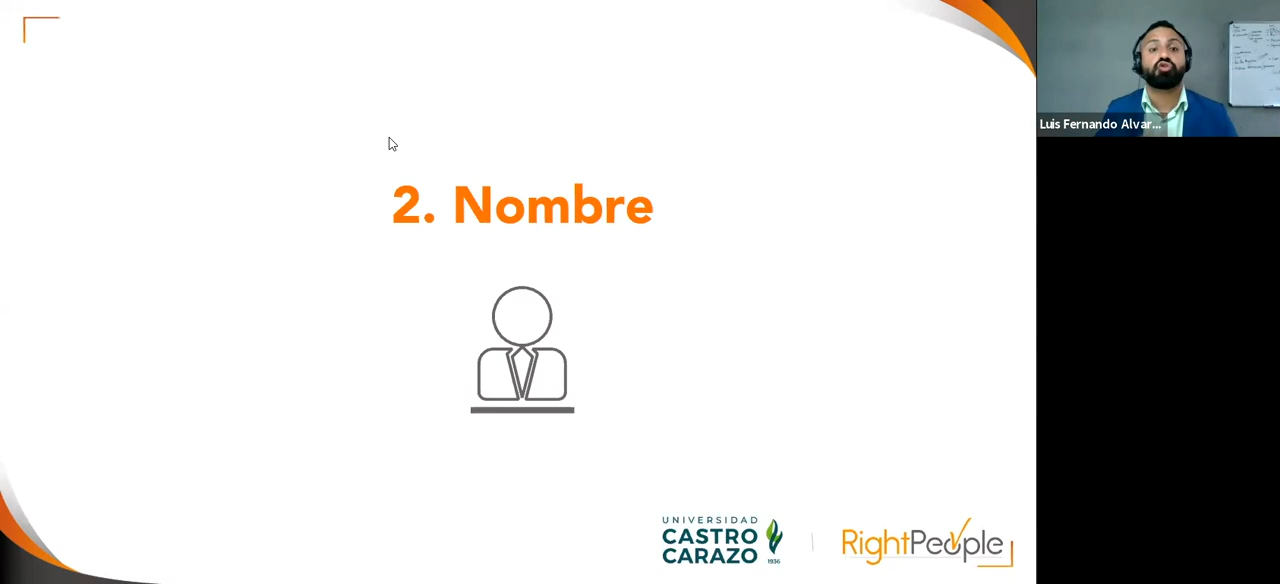 2. Nombre
UNIVERSIDAD
CASTRO
CARAZO
1936
RightPeople
Luis Fernando Alvar...